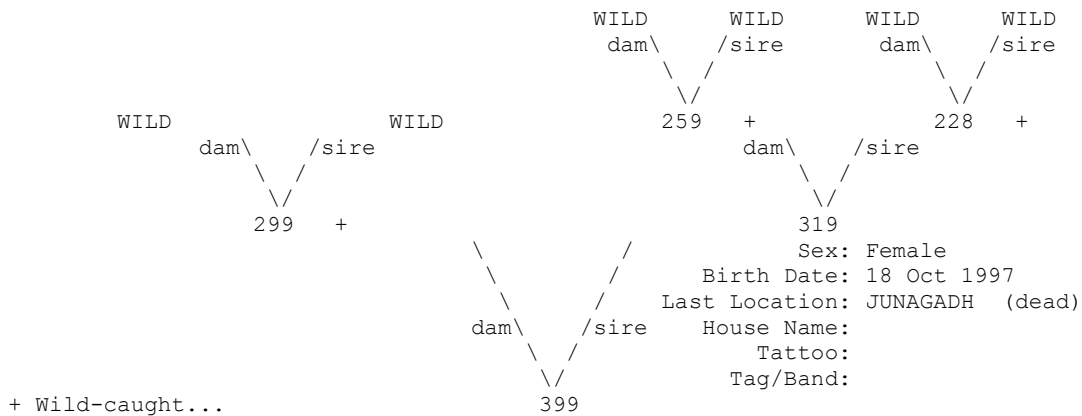 WILD WILD WILD WILD
dam\ /sire dam\ /sire
\ / \ /
\/ \/
WILD WILD 259 + 228 +
dam\ /sire dam\ /sire
\ / \ /
\/ \/
299 + 319
\ / Sex: Female
\ / Birth Date: 18 Oct 1997
\ / Last Location: JUNAGADH (dead)
dam\ /sire House Name:
\ / Tattoo:
\/ Tag/Band:
+ Wild-caught... 399